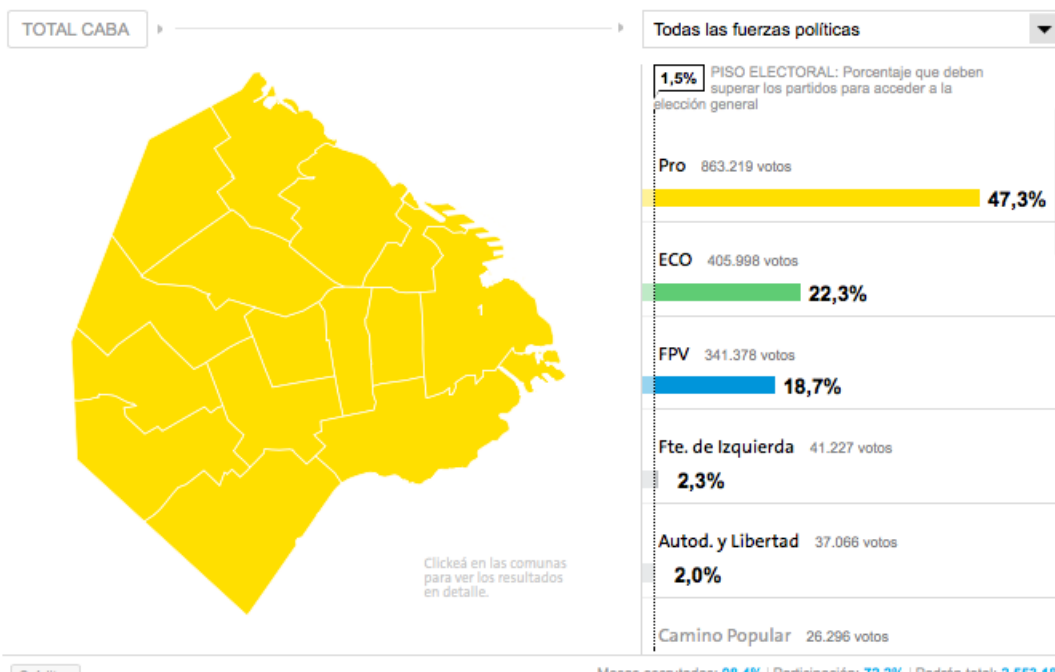 TOTAL CABA
Todas las fuerzas políticas
1,5%
PISO ELECTORAL: Porcentaje que deben
superar los partidos para acceder a la
elección general
Pro 863.219 votos
47,3%
ECO 405.998 votos
22,3%
1
FPV 341.378 votos
18,7%
Fte. de Izquierda 41.227 votos
2,3%
Autod. y Libertad 37.066 votos
2,0%
Clickeá en las comunas
para ver los resultados
en detalle.
Camino Popular 26.296 votos